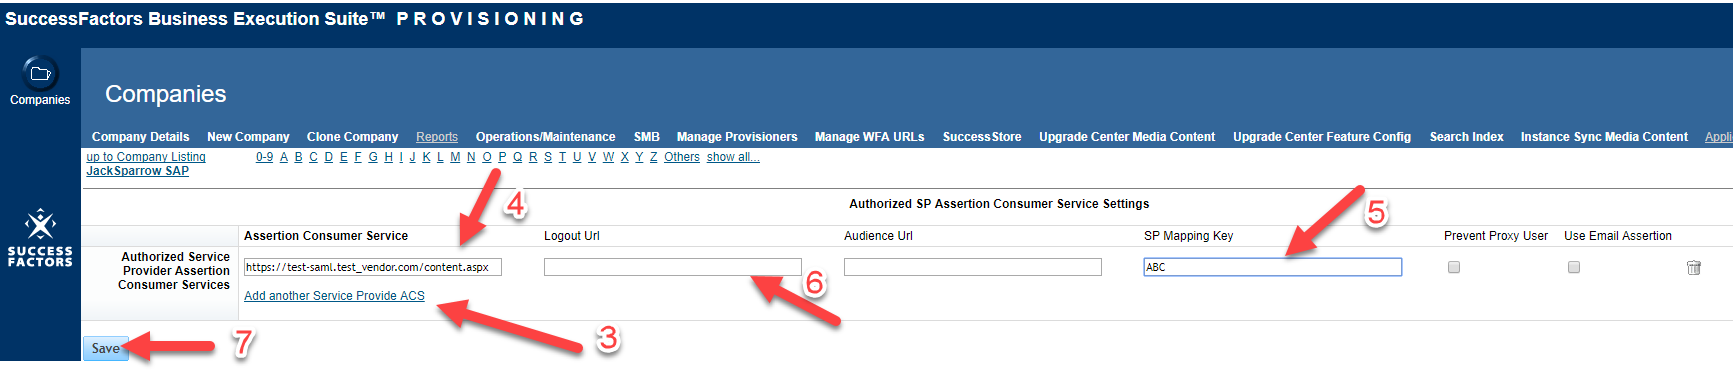 SuccessFactors Business Execution Suite™ PROVISIONING
Companies
Companies
Company Details New Company Clone Company Reports Operations/Maintenance SMB Manage Provisioners Manage WFA URLs SuccessStore Upgrade Center Media Content Upgrade Center Feature Config Search Index Instance Sync Media Content Appli
up to Company Listing 0-9 A B C D E F G H I J K L M N O P Q R S T U V W X Y Z Others show all...
JackSparrow SAP
4
5
Authorized SP Assertion Consumer Service Settings
SUCCESS
FACTORS
Assertion Consumer Service Logout Url Audience Url SP Mapping Key Prevent Proxy User Use Email Assertion
Authorized Service
Provider Assertion
Consumer Services
https://test-saml.test_vendor.com/content.aspx ABC
6
Add another Service Provide ACS
3
7
Save